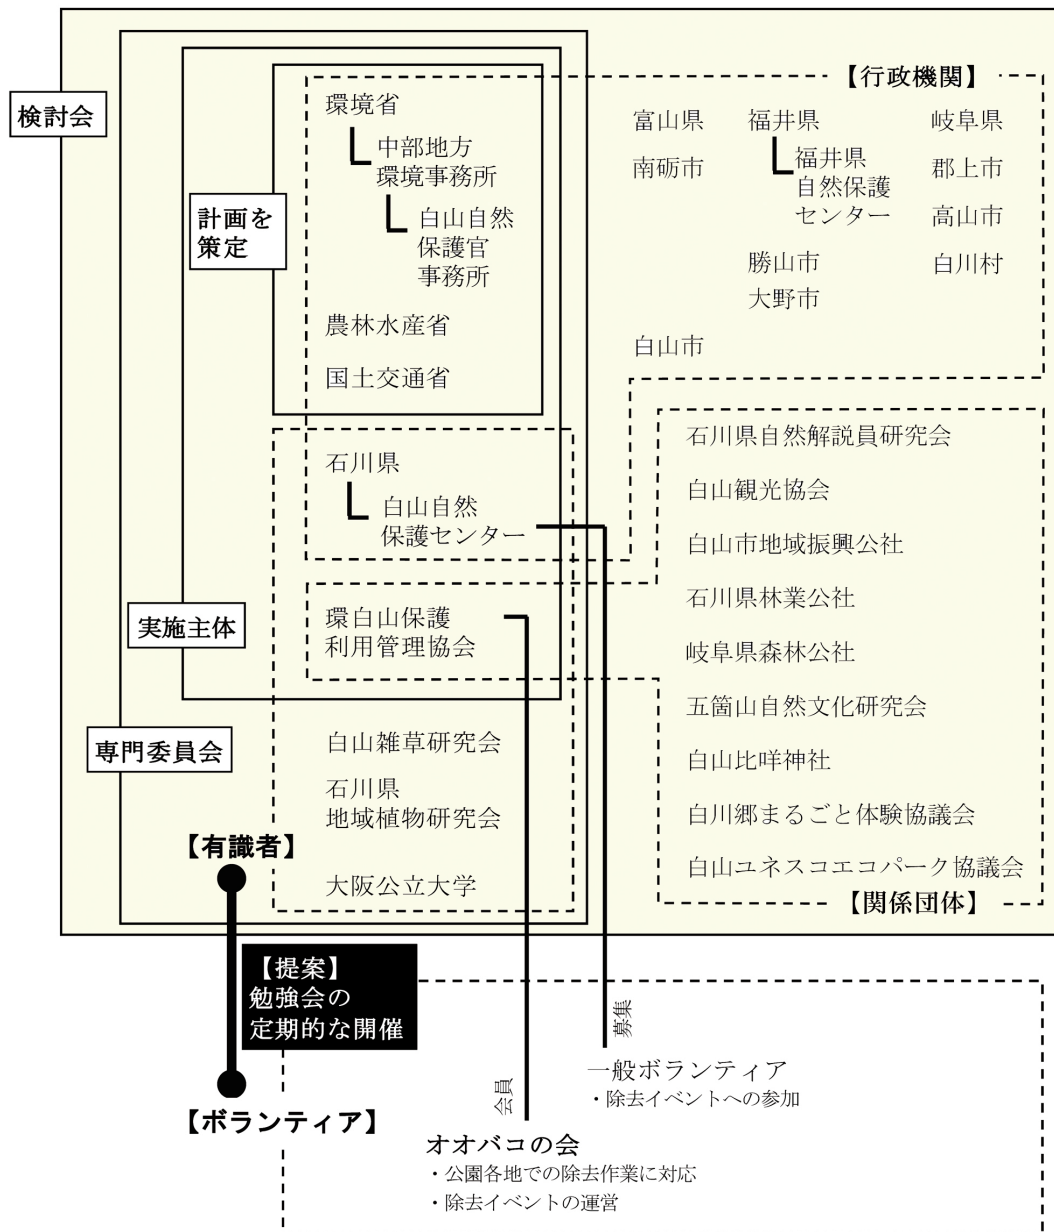 検討会
計画を
策定
実施主体
専門委員会
【行政機関】
環境省
中部地方
環境事務所
白山自然
保護官
事務所
農林水産省
国土交通省
富山県
南砺市
福井県
福井県
自然保護
センター
勝山市
大野市
岐阜県
郡上市
高山市
白川村
白山市
石川県
白山自然
保護センター
環白山保護
利用管理協会
石川県自然解説員研究会
白山観光協会
白山市地域振興公社
石川県林業公社
岐阜県森林公社
五箇山自然文化研究会
白山比咩神社
白川郷まるごと体験協議会
白山ユネスコエコパーク協議会
【関係団体】
白山雑草研究会
石川県
地域植物研究会
大阪公立大学
【有識者】
【提案】
勉強会の
定期的な開催
【ボランティア】
募集
一般ボランティア
・除去イベントへの参加
会員
オオバコの会
・公園各地での除去作業に対応
・除去イベントの運営